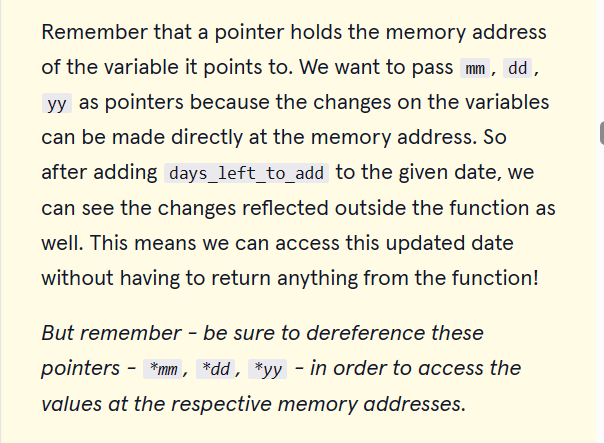 Remember that a pointer holds the memory address
of the variable it points to. We want to pass mm, dd,
yy as pointers because the changes on the variables
can be made directly at the memory address. So
after adding days_left_to_add to the given date, we
can see the changes reflected outside the function as
well. This means we can access this updated date
without having to return anything from the function!
But remember - be sure to dereference these
pointers - *mm, *dd, *yy - in order to access the
values at the respective memory addresses.